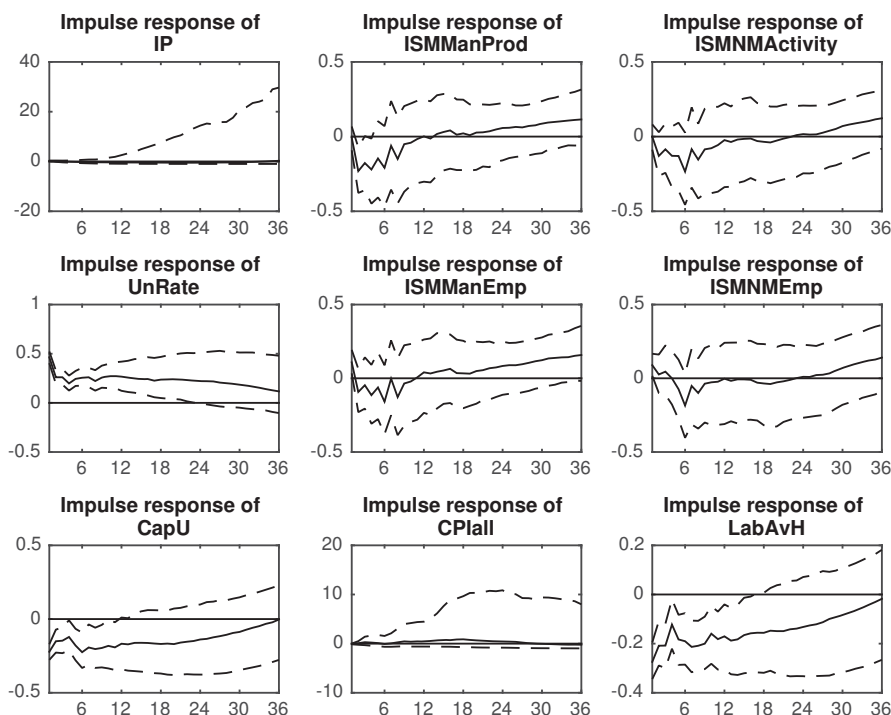 Impulse response of
IP
Impulse response of
ISMManProd
Impulse response of
ISMNMActivity
40
20
0
-20
6 12 18 24 30 36
0.5
0
-0.5
6 12 18 24 30 36
0.5
0
-0.5
6 12 18 24 30 36
Impulse response of
UnRate
Impulse response of
ISMManEmp
Impulse response of
ISMNMEmp
1
0.5
0
-0.5
6 12 18 24 30 36
0.5
0
-0.5
6 12 18 24 30 36
0.5
0
-0.5
6 12 18 24 30 36
Impulse response of
CapU
Impulse response of
CPIall
Impulse response of
LabAvH
0.5
0
-0.5
6 12 18 24 30 36
20
10
0
-10
6 12 18 24 30 36
0.2
0
-0.2
-0.4
6 12 18 24 30 36